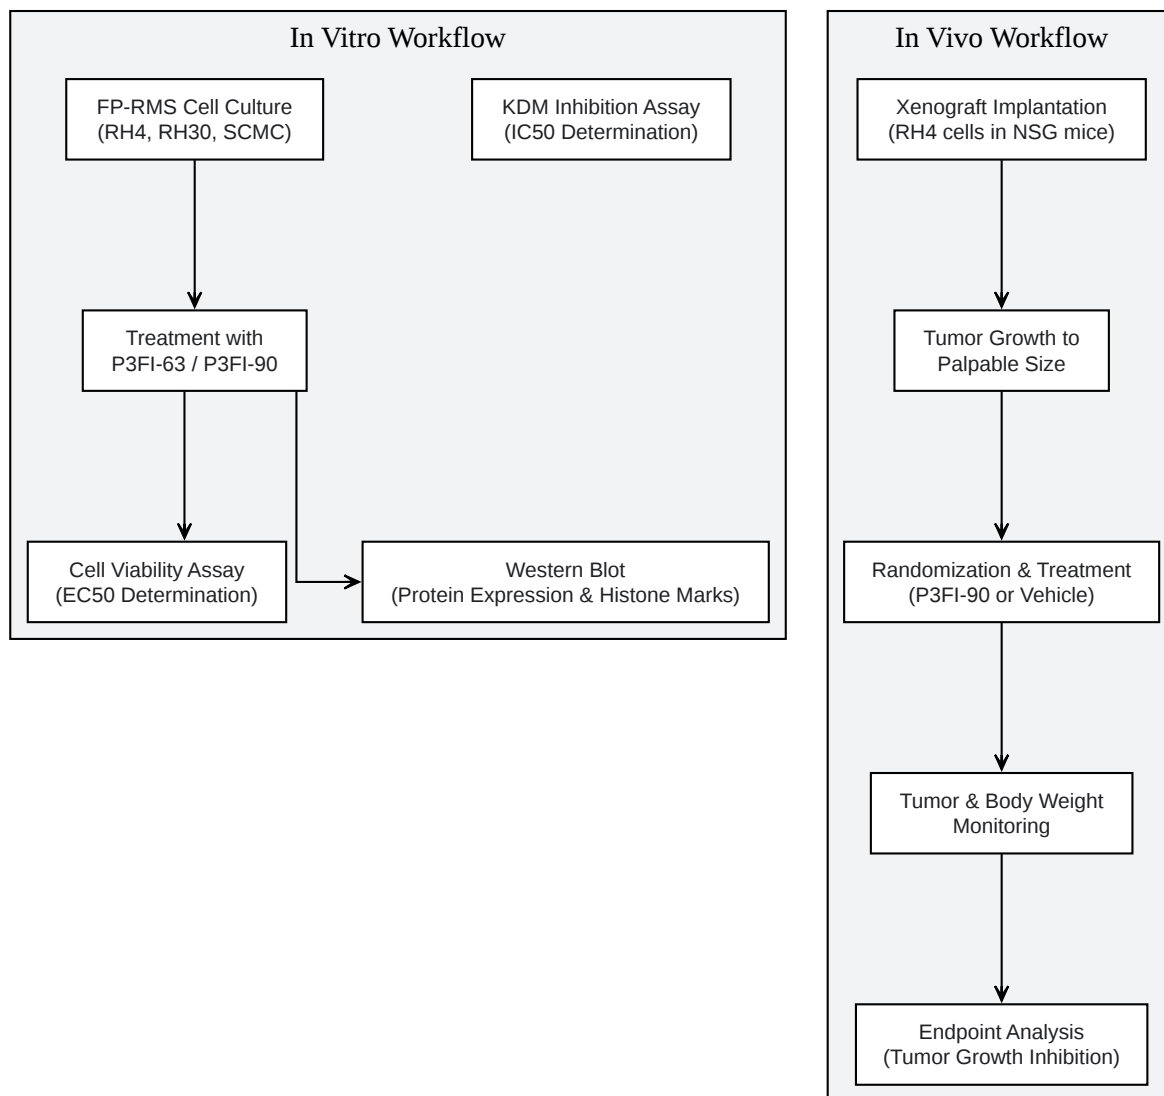 In Vitro Workflow
FP-RMS Cell Culture
(RH4, RH30, SCMC)
KDM Inhibition Assay
(IC50 Determination)
Treatment with
P3FI-63 / P3FI-90
Cell Viability Assay
(EC50 Determination)
Western Blot
(Protein Expression & Histone Marks)
In Vivo Workflow
Xenograft Implantation
(RH4 cells in NSG mice)
Tumor Growth to
Palpable Size
Randomization & Treatment
(P3FI-90 or Vehicle)
Tumor & Body Weight
Monitoring
Endpoint Analysis
(Tumor Growth Inhibition)